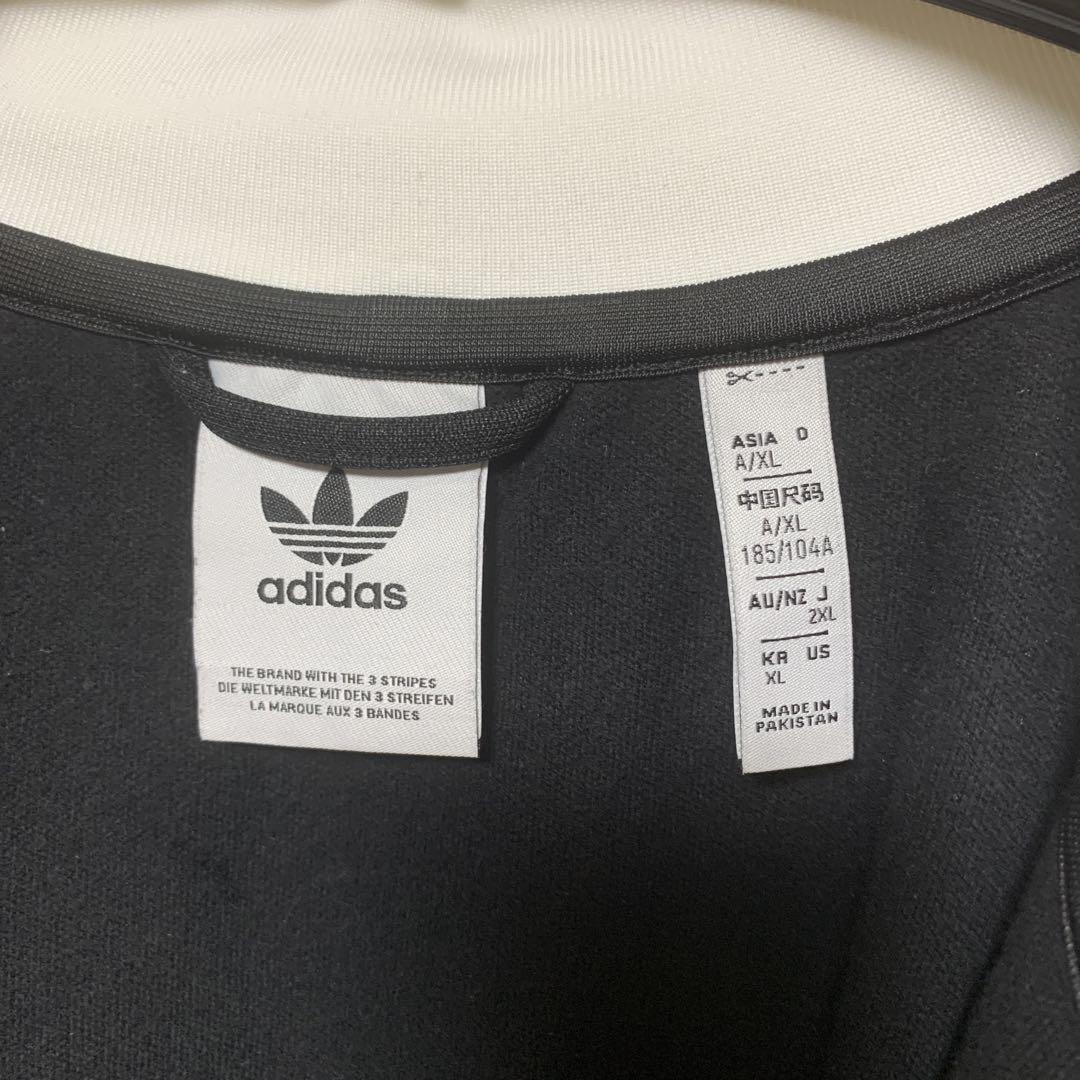 adidas
THE BRAND WITH THE 3 STRIPES
DIE WELTMARKE MIT DEN 3 STREIFEN
LA MARQUE AUX 3 BANDES
ASIA D
A/XL
中国尺码
A/XL
185/104A
AU/NZ J
2XL
KR US
XL
MADE IN
PAKISTAN